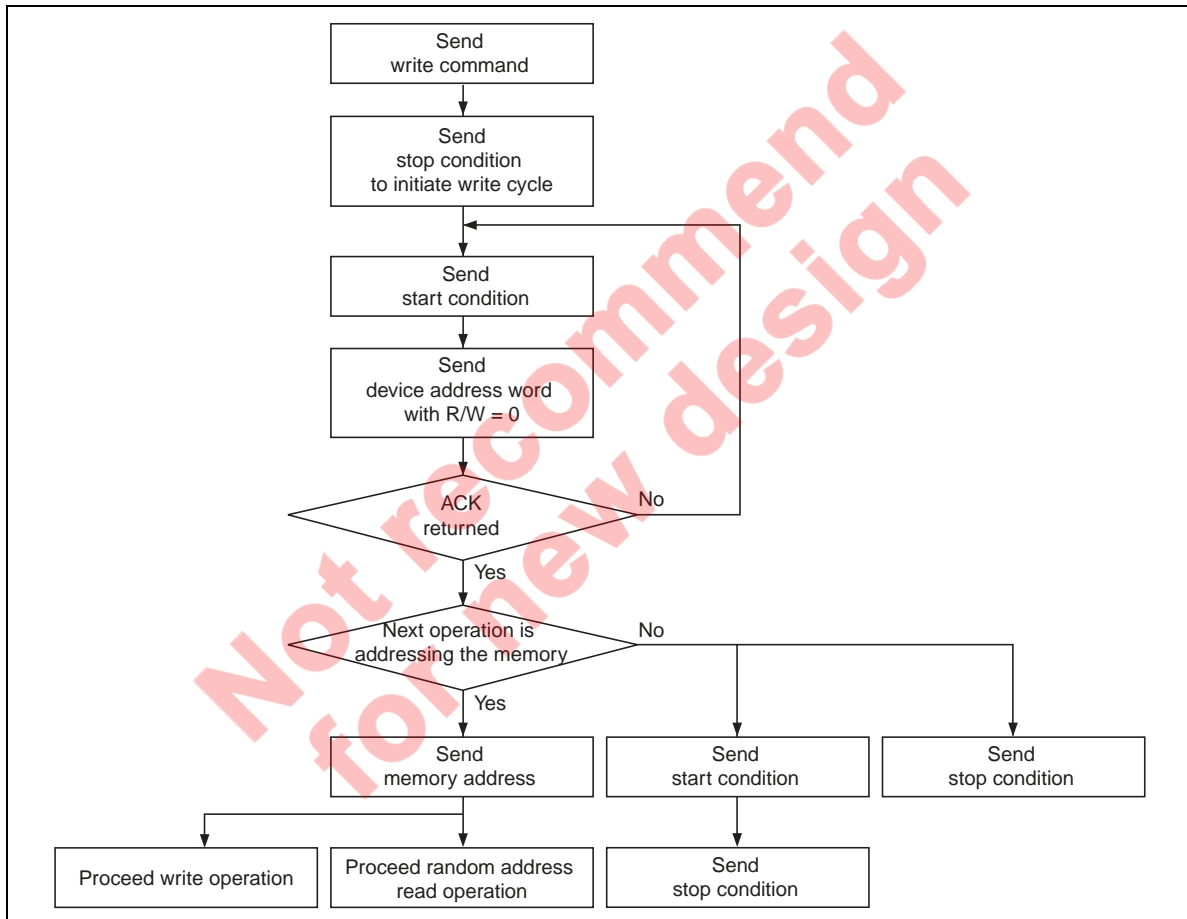 Send
write command
Send
stop condition
to initiate write cycle
Send
start condition
Send
device address word
with R/W = 0
ACK
returned
No
Yes
Next operation is
addressing the memory
No
Yes
Send
memory address
Send
start condition
Send
stop condition
Proceed write operation
Proceed random address
read operation
Send
stop condition
Not recommend
for new design